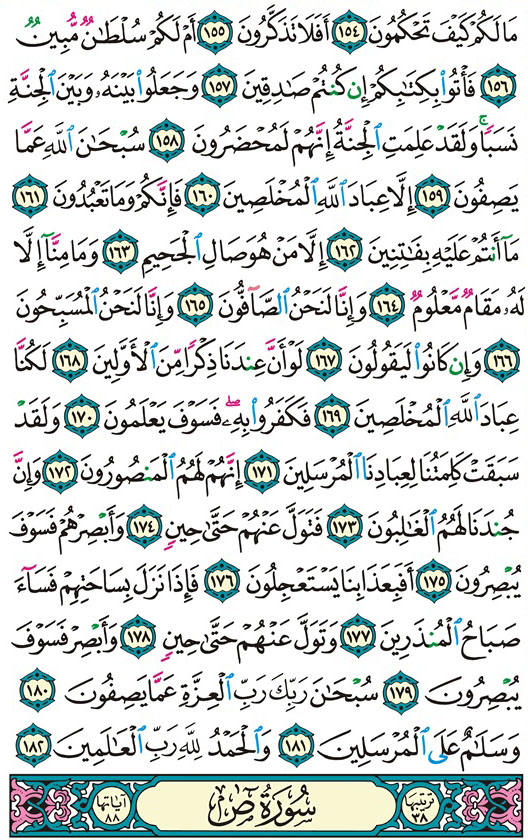 مَا لَكُمْ كَيْفَ تَحْكُمُونَ ١٥٤ أَفَلَا تَذَكَّرُونَ ١٥٥ أَمْ لَكُمْ سُلْطَٰنٌ مُّبِينٌ
١٥٦ فَأْتُوا۟ بِكِتَٰبِكُمْ إِن كُنتُمْ صَٰدِقِينَ ١٥٧ وَجَعَلُوا۟ بَيْنَهُۥ وَبَيْنَ ٱلْجِنَّةِ
نَسَبًۭا ۚ وَلَقَدْ عَلِمَتِ ٱلْجِنَّةُ إِنَّهُمْ لَمُحْضَرُونَ ١٥٨ سُبْحَٰنَ ٱللَّهِ عَمَّا
يَصِفُونَ ١٥٩ إِلَّا عِبَادَ ٱللَّهِ ٱلْمُخْلَصِينَ ١٦٠ فَإِنَّكُمْ وَمَا تَعْبُدُونَ ١٦١
مَآ أَنتُمْ عَلَيْهِ بِفَٰتِنِينَ ١٦٢ إِلَّا مَنْ هُوَ صَالِ ٱلْجَحِيمِ ١٦٣ وَمَا مِنَّآ إِلَّا
لَهُۥ مَقَامٌ مَّعْلُومٌ ١٦٤ وَإِنَّا لَنَحْنُ ٱلصَّآفُّونَ ١٦٥ وَإِنَّا لَنَحْنُ ٱلْمُسَبِّحُونَ
١٦٦ وَإِن كَانُوا۟ لَيَقُولُونَ ١٦٧ لَوْ أَنَّ عِندَنَا ذِكْرًا مِّنَ ٱلْأَوَّلِينَ ١٦٨ لَكُنَّا
عِبَادَ ٱللَّهِ ٱلْمُخْلَصِينَ ١٦٩ فَكَفَرُوا۟ بِهِۦ ۖ فَسَوْفَ يَعْلَمُونَ ١٧٠ وَلَقَدْ
سَبَقَتْ كَلِمَتُنَا لِعِبَادِنَا ٱلْمُرْسَلِينَ ١٧١ إِنَّهُمْ لَهُمُ ٱلْمَنصُورُونَ ١٧٢ وَإِنَّ
جُندَنَا لَهُمُ ٱلْغَٰلِبُونَ ١٧٣ فَتَوَلَّ عَنْهُمْ حَتَّىٰ حِينٍ ١٧٤ وَأَبْصِرْهُمْ فَسَوْفَ
يُبْصِرُونَ ١٧٥ أَفَبِعَذَابِنَا يَسْتَعْجِلُونَ ١٧٦ فَإِذَا نَزَلَ بِسَاحَتِهِمْ فَسَآءَ
صَبَاحُ ٱلْمُنذَرِينَ ١٧٧ وَتَوَلَّ عَنْهُمْ حَتَّىٰ حِينٍ ١٧٨ وَأَبْصِرْ فَسَوْفَ
يُبْصِرُونَ ١٧٩ سُبْحَٰنَ رَبِّكَ رَبِّ ٱلْعِزَّةِ عَمَّا يَصِفُونَ ١٨٠
وَسَلَٰمٌ عَلَى ٱلْمُرْسَلِينَ ١٨١ وَٱلْحَمْدُ لِلَّهِ رَبِّ ٱلْعَٰلَمِينَ ١٨٢
ترتيبها ٣٨ سُورَةُ صٓ آياتها ٨٨